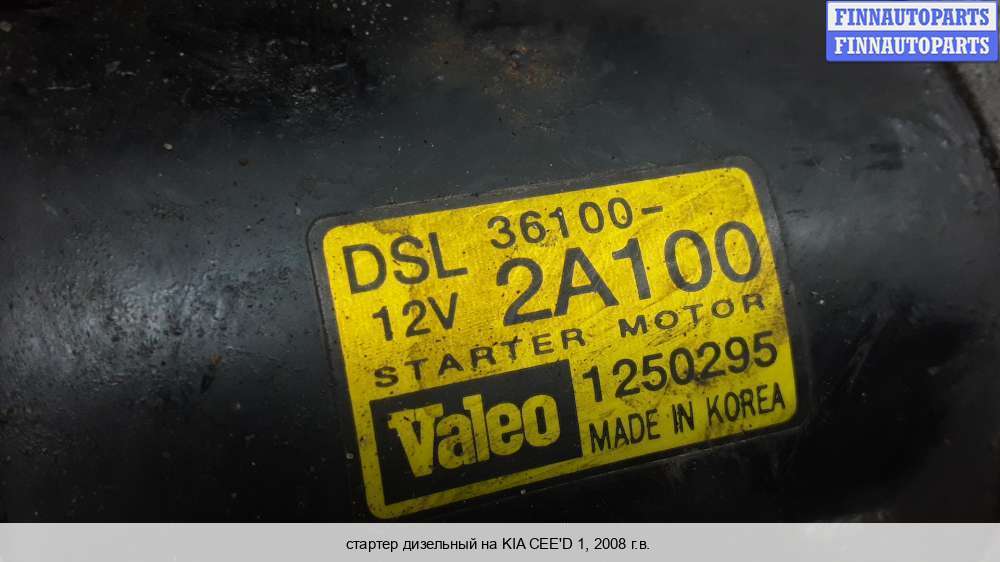 FINNAUTOPARTS
FINNAUTOPARTS
DSL 36100-
12V 2A100
STARTER MOTOR
Valeo 1250295
MADE IN KOREA
стартер дизельный на KIA CEE'D 1, 2008 г.в.